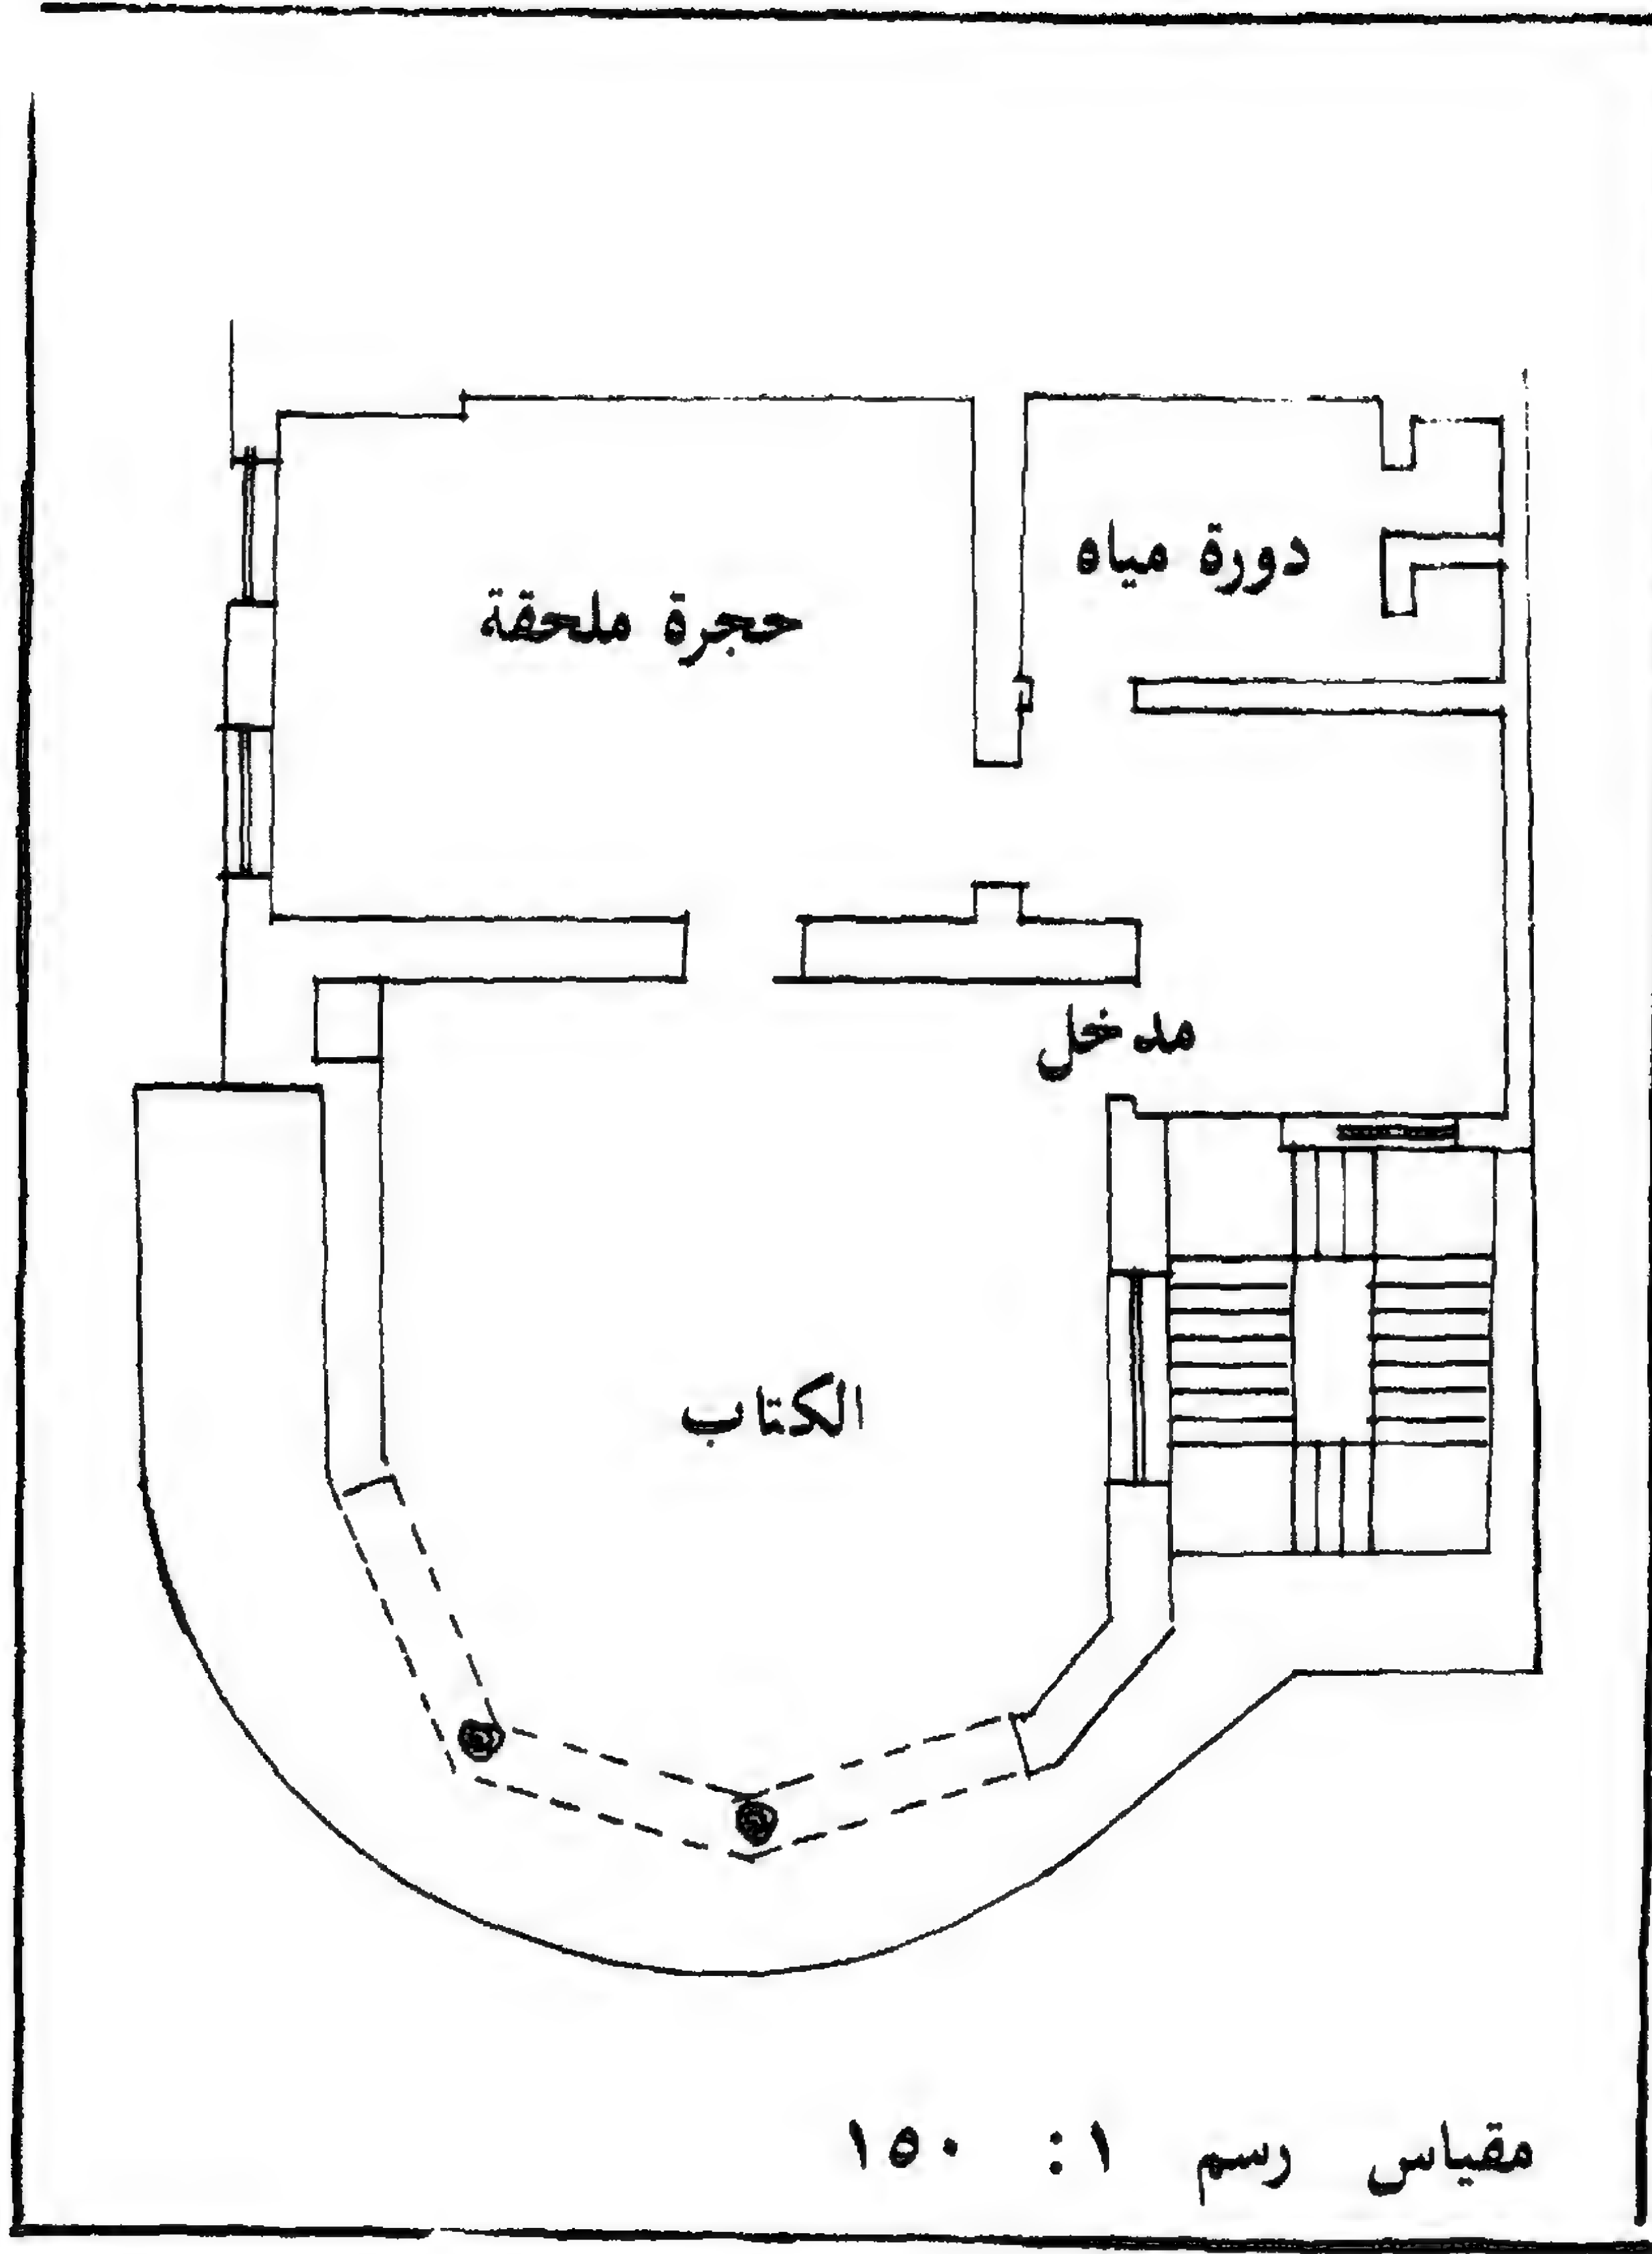 دورة مياه
حجرة ملحقة
مدخل
الكتاب
مقياس رسم ١: ١٥٠